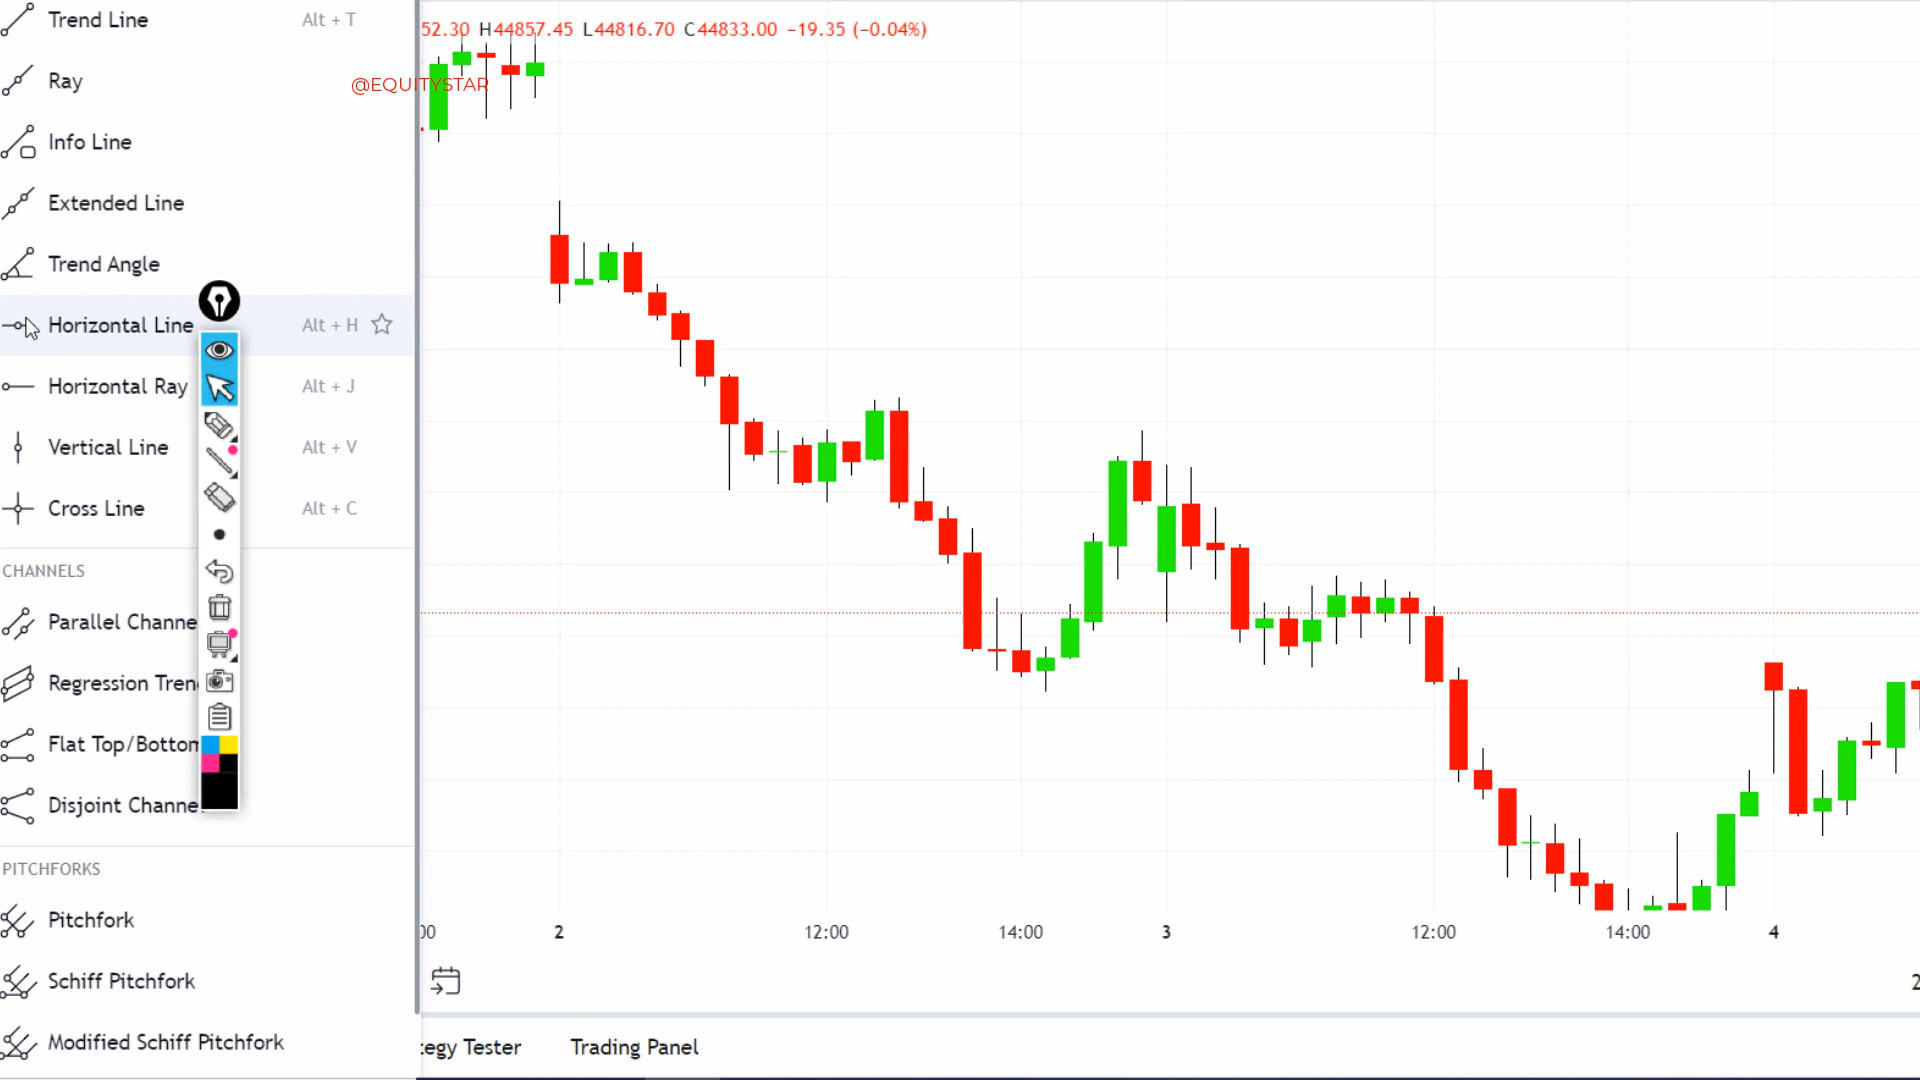 Trend Line Alt + T
52.30 H44857.45 L44816.70 C44833.00 −19.35 (−0.04%)
Ray
@EQUITYSTAR
Info Line
Extended Line
Trend Angle
Horizontal Line Alt + H
Horizontal Ray Alt + J
Vertical Line Alt + V
Cross Line Alt + C
CHANNELS
Parallel Channe
Regression Tren
Flat Top/Botton
Disjoint Channe
PITCHFORKS
Pitchfork
00 2 12:00 14:00 3 12:00 14:00 4
Schiff Pitchfork
2
Modified Schiff Pitchfork
tegy Tester Trading Panel